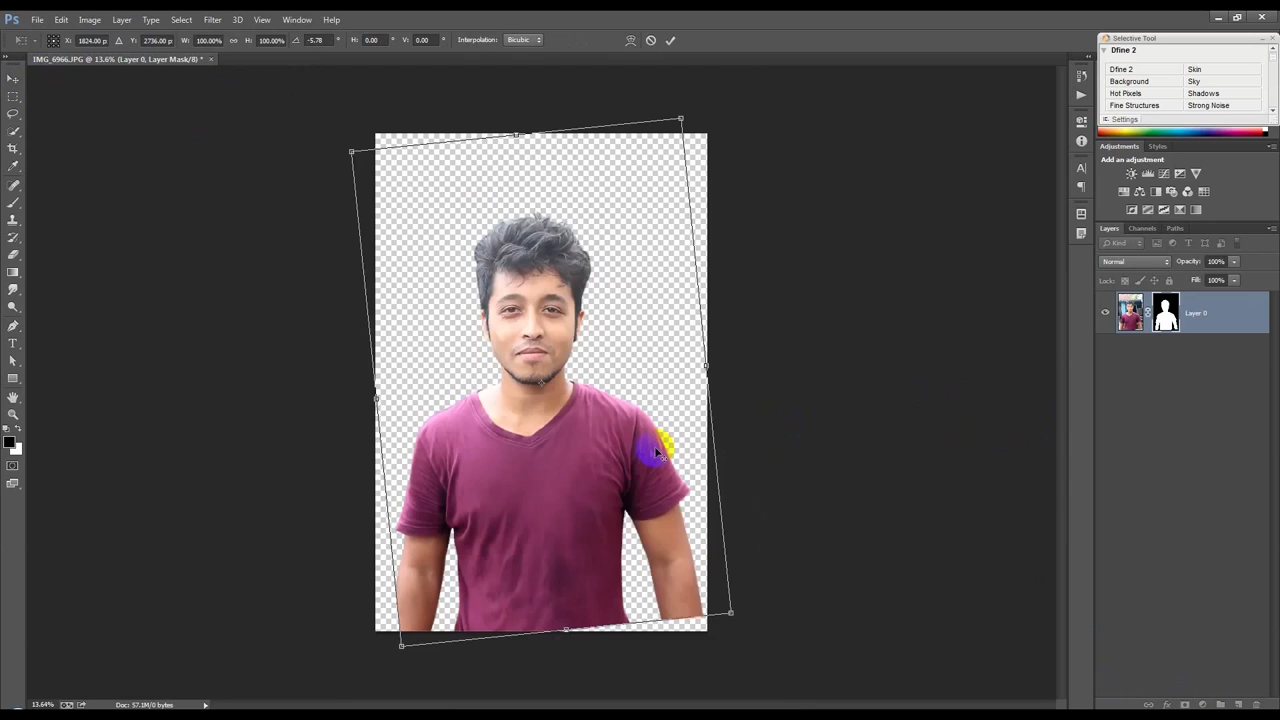 Ps File Edit Image Layer Type Select Filter 3D View Window Help
X: 1824.00 p Y: 2736.00 p W: 100.00% H: 100.00% -5.78 ° H: 0.00 ° V: 0.00 ° Interpolation: Bicubic
IMG_6966.JPG @ 13.6% (Layer 0, Layer Mask/8) * ×
Selective Tool
Dfine 2
Dfine 2 Skin
Background Sky
Hot Pixels Shadows
Fine Structures Strong Noise
Settings
Adjustments Styles
Add an adjustment
Layers Channels Paths
Kind
Normal Opacity: 100%
Lock: Fill: 100%
Layer 0
13.64% Doc: 57.1M/0 bytes